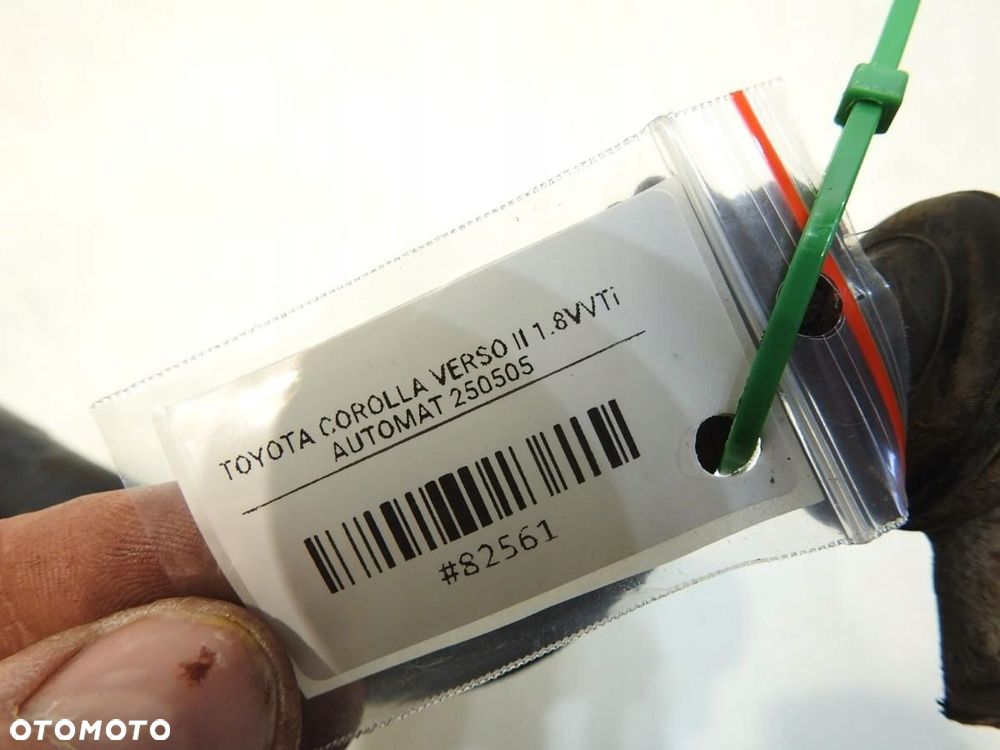 TOYOTA COROLLA VERSO II 1.8VVTi
AUTOMAT 250505
#82561
OTOMOTO